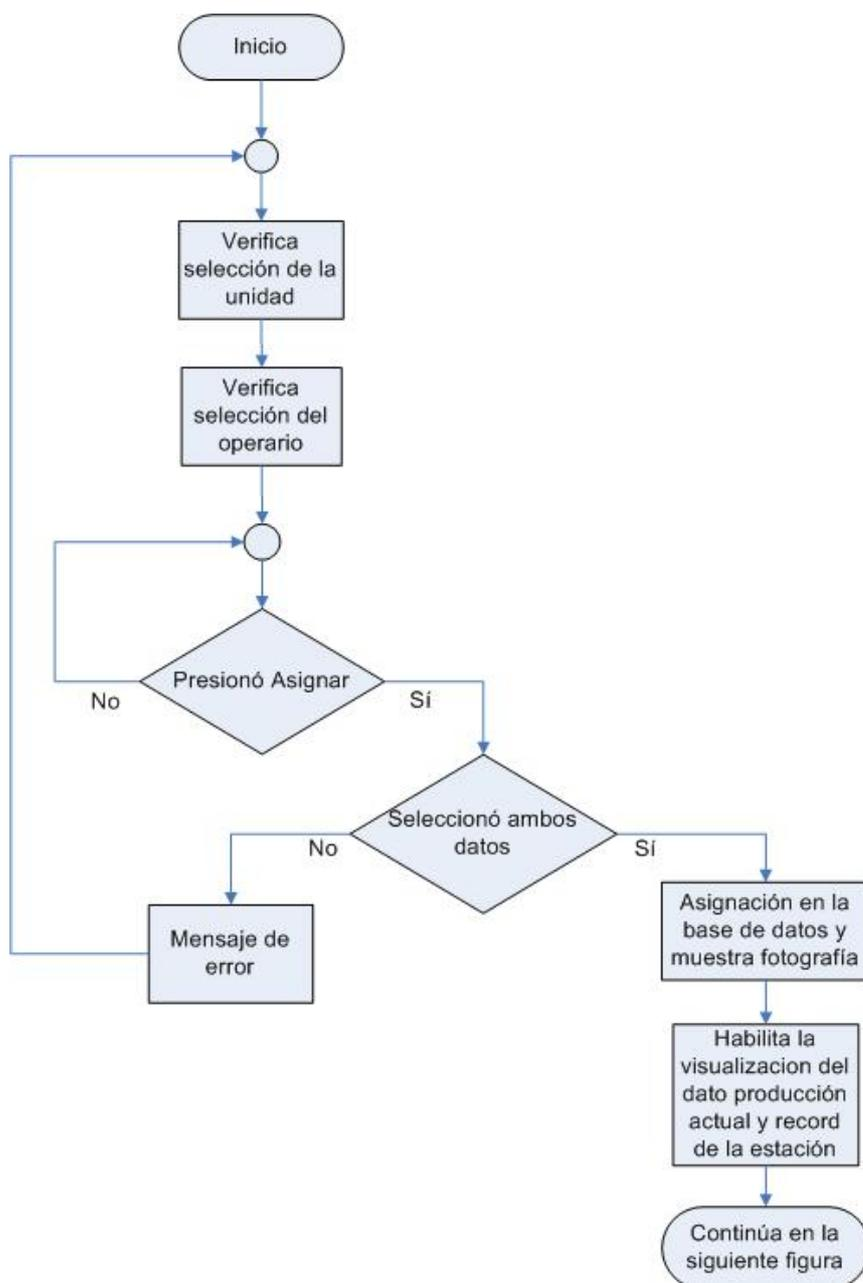 Inicio
Verifica
selección de la
unidad
Verifica
selección del
operario
Presionó Asignar
No
Sí
Seleccionó ambos
datos
No
Sí
Mensaje de
error
Asignación en la
base de datos y
muestra fotografía
Habilita la
visualizacion del
dato producción
actual y record
de la estación
Continúa en la
siguiente figura